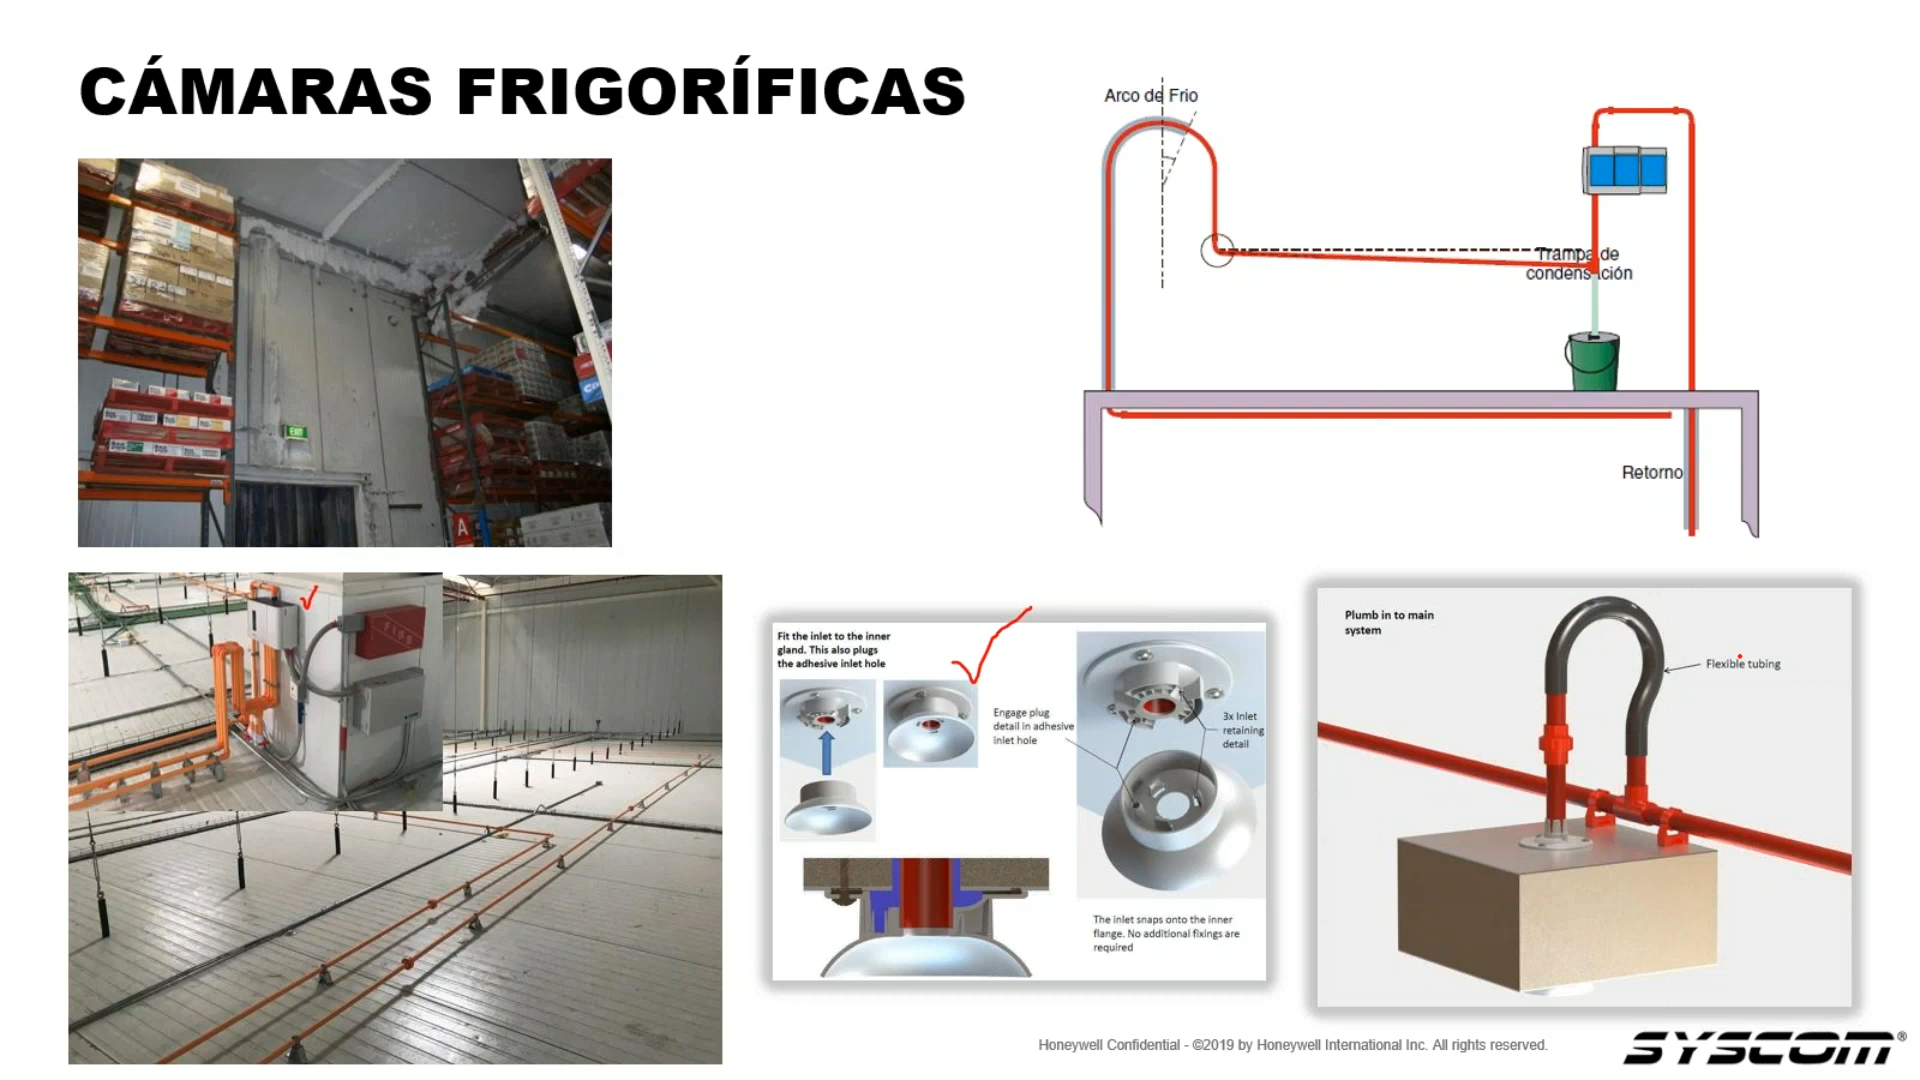 CÁMARAS FRIGORÍFICAS
Arco de Frio
Trampa de
condensación
Retorno
EXIT
A
FIRE
Fit the inlet to the inner
gland. This also plugs
the adhesive inlet hole
Engage plug
detail in adhesive
inlet hole
3x Inlet
retaining
detail
The inlet snaps onto the inner
flange. No additional fixings are
required
Plumb in to main
system
Flexible tubing
Honeywell Confidential - ©2019 by Honeywell International Inc. All rights reserved.
SYSCOM®